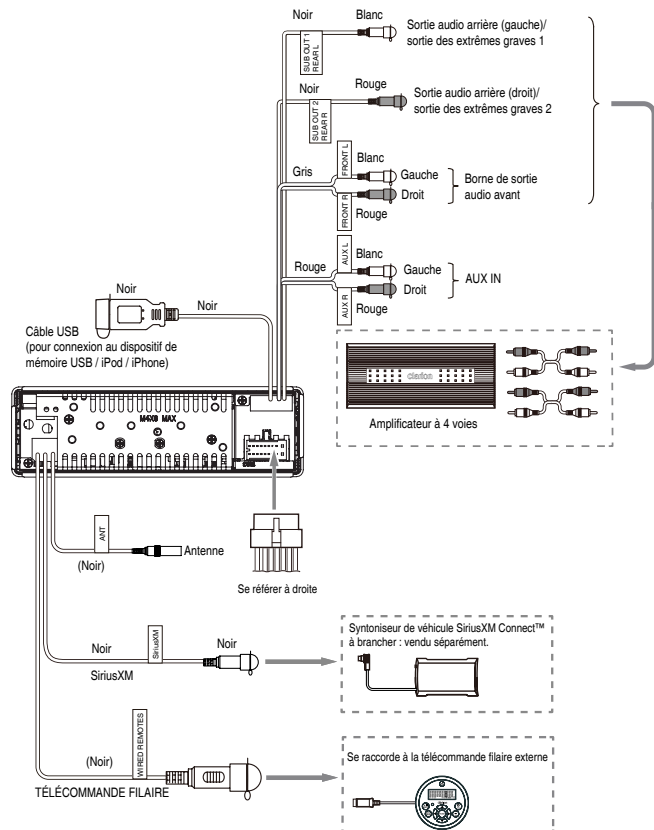 Noir
Blanc
Sortie audio arrière (gauche)/
sortie des extrêmes graves 1
SUB OUT 1
REAR L
Noir
Rouge
Sortie audio arrière (droit)/
sortie des extrêmes graves 2
SUB OUT 2
REAR R
Gris
FRONT L
Blanc
Gauche
Droit
Borne de sortie
audio avant
FRONT R
Rouge
Rouge
AUX L
Blanc
Gauche
Droit
AUX IN
AUX R
Rouge
Noir
Noir
Câble USB
(pour connexion au dispositif de
mémoire USB / iPod / iPhone)
clarion
Amplificateur à 4 voies
M4X8 MAX
ANT
Antenne
(Noir)
Se référer à droite
Noir
SiriusXM
Noir
SiriusXM
Syntoniseur de véhicule SiriusXM Connect™
à brancher : vendu séparément.
(Noir)
WIRED REMOTES
TÉLÉCOMMANDE FILAIRE
Se raccorde à la télécommande filaire externe